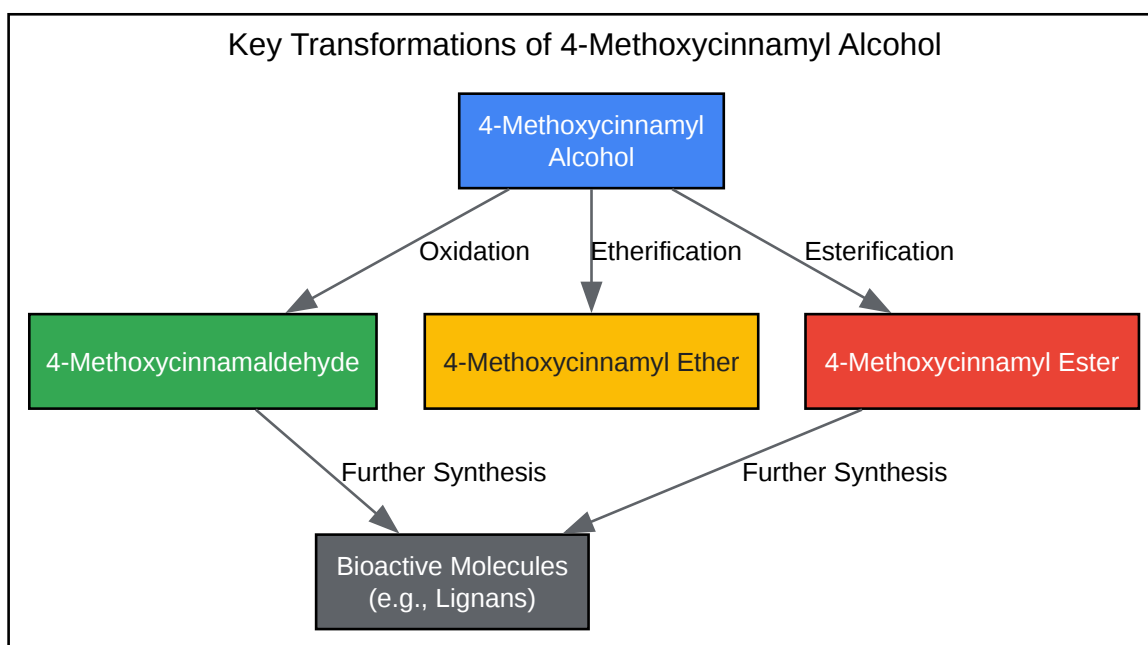 Key Transformations of 4-Methoxycinnamyl Alcohol
4-Methoxycinnamyl
Alcohol
Oxidation
Etherification
Esterification
4-Methoxycinnamaldehyde
4-Methoxycinnamyl Ether
4-Methoxycinnamyl Ester
Further Synthesis
Further Synthesis
Bioactive Molecules
(e.g., Lignans)